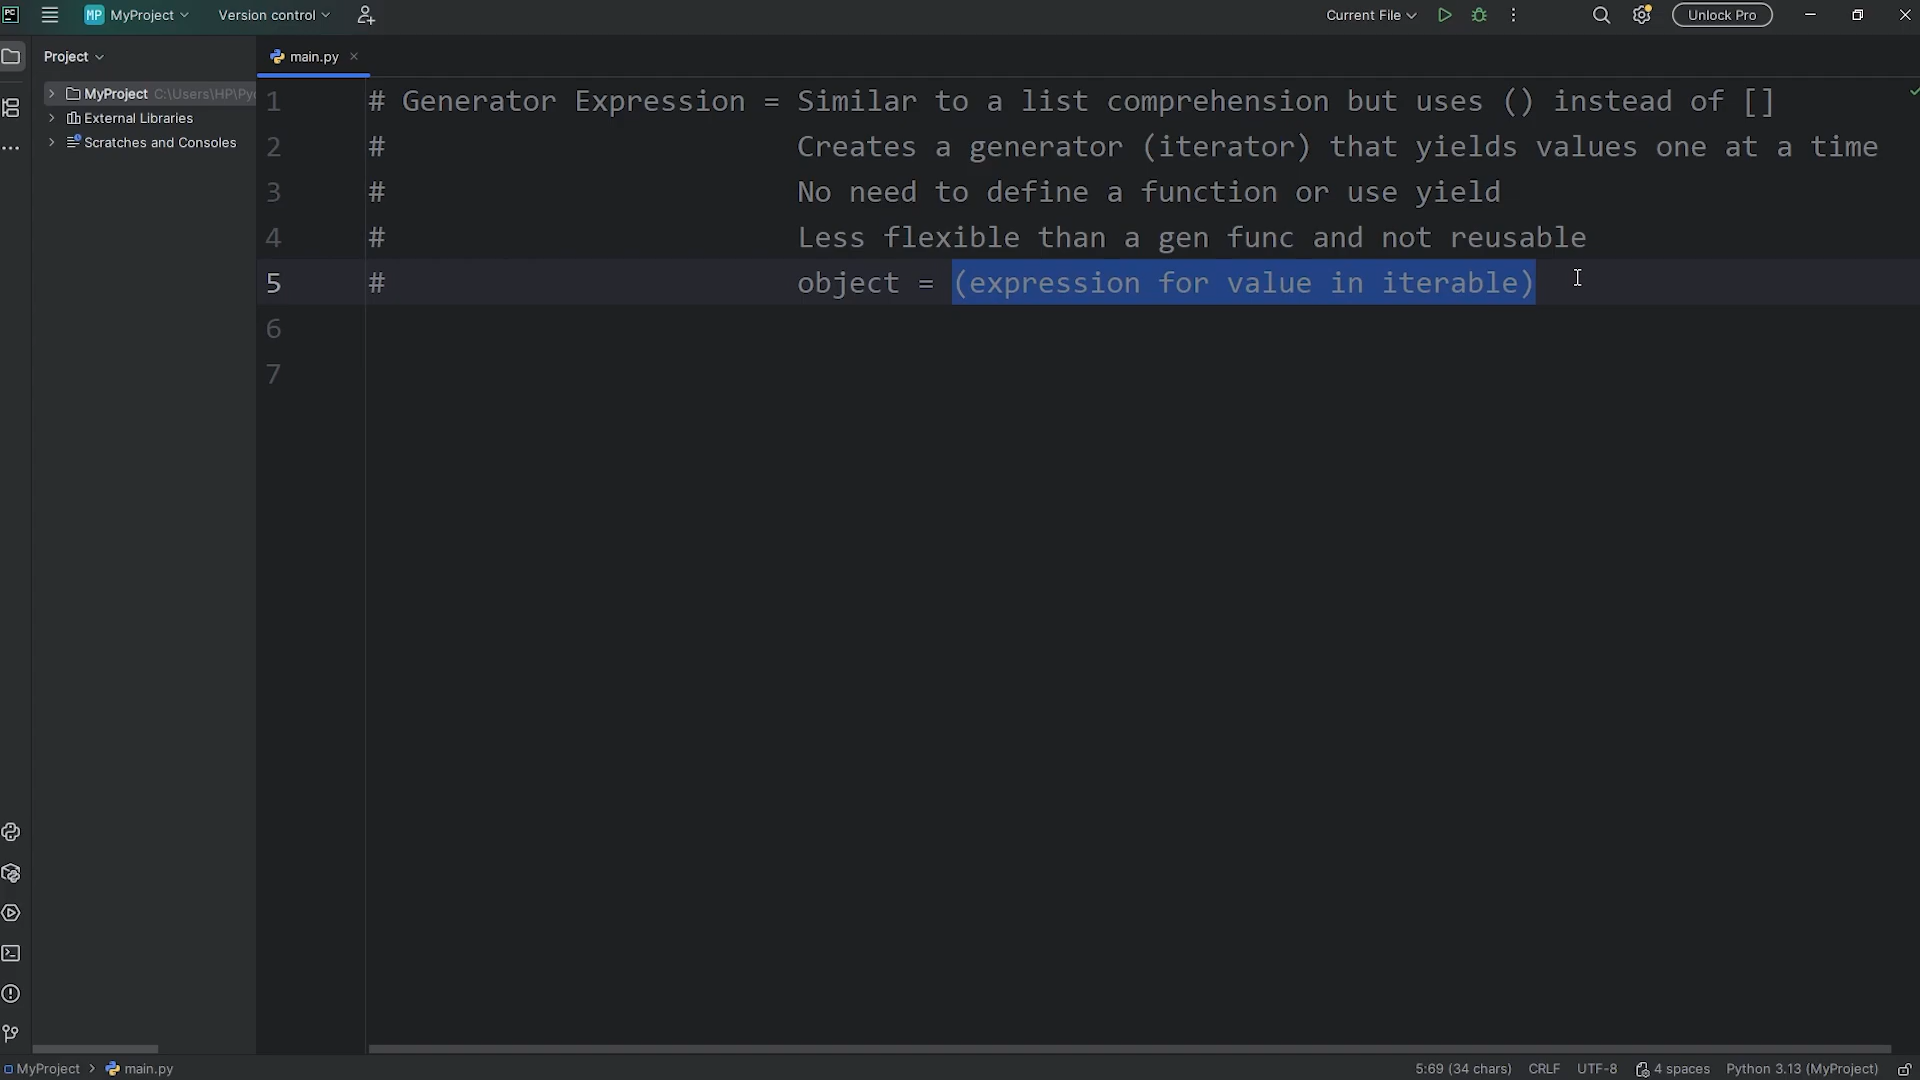 PC MP MyProject Version control Current File Unlock Pro
Project main.py
MyProject C:\Users\HP\Py
External Libraries
Scratches and Consoles
1 # Generator Expression = Similar to a list comprehension but uses () instead of []
2 # Creates a generator (iterator) that yields values one at a time
3 # No need to define a function or use yield
4 # Less flexible than a gen func and not reusable
5 # object = (expression for value in iterable)
6
7
MyProject > main.py 5:69 (34 chars) CRLF UTF-8 4 spaces Python 3.13 (MyProject)